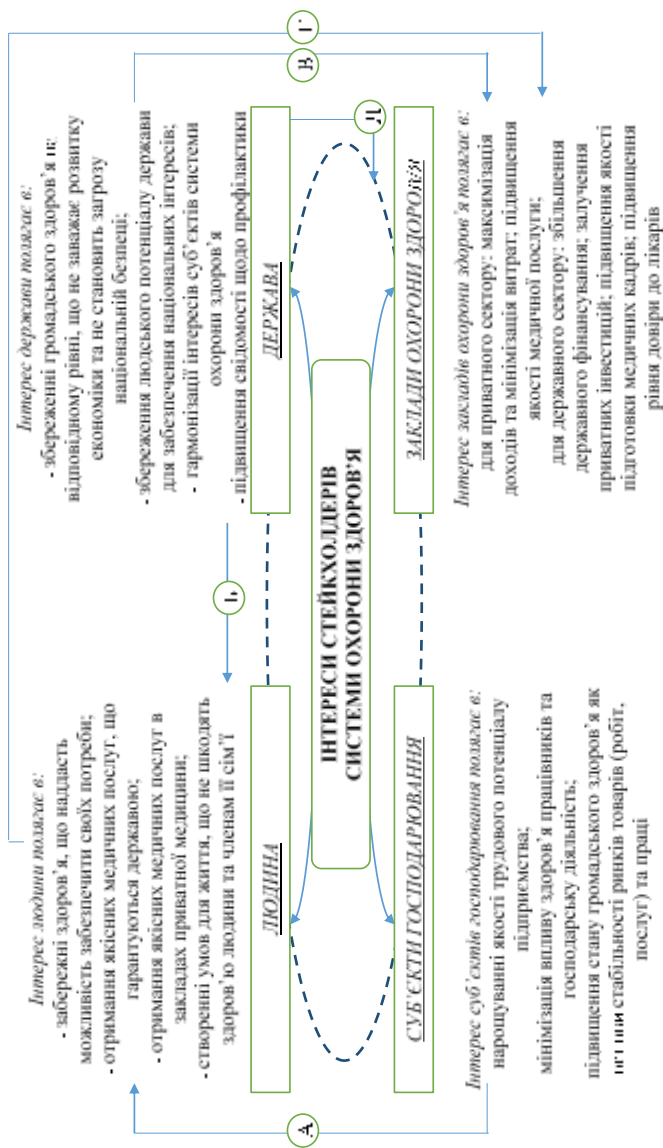 Інтерес людини полягає в:
- забережні здоров'я, що наддасть
можливість забезпечити своїх потреби;
- отримання якісних медичних послуг, що
гарантуються державою;
- отримання якісних медичних послуг в
закладах приватної медицини;
- створенні умов для життя, що не шкодять
здоров'ю людини та членам її сім'ї
ЛЮДИНА
Інтерес держави полягає в:
- збереженні громадського здоров'я на
відповідному рівні, що не заважає розвитку
економіки та не становить загрозу
національній безпеці;
- збереження людського потенціалу держави
для забезпечення національних інтересів;
- гармонізації інтересів суб'єктів системи
охорони здоров'я
- підвищення свідомості щодо профілактики
ДЕРЖАВА
ІНТЕРЕСИ СТЕЙКХОЛДЕРІВ
СИСТЕМИ ОХОРОНИ ЗДОРОВ'Я
СУБ'ЄКТИ ГОСПОДАРЮВАННЯ
Інтерес суб'єктів господарювання полягає в:
нарощуванні якості трудового потенціалу
підприємства;
мінімізація впливу здоров'я працівників та
господарську діяльність;
підвищення стану громадського здоров'я як
стабільності ринків товарів (робіт,
послуг) та праці
ЗАКЛАДИ ОХОРОНИ ЗДОРОВ'Я
Інтерес закладів охорони здоров'я полягає в:
для приватного сектору: максимізація
доходів та мінімізація витрат; підвищення
якості медичної послуги;
для державного сектору: збільшення
державного фінансування; залучення
приватних інвестицій; підвищення якості
підготовки медичних кадрів; підвищення
рівня довіри до лікарів
А
Б
В
Г
Д